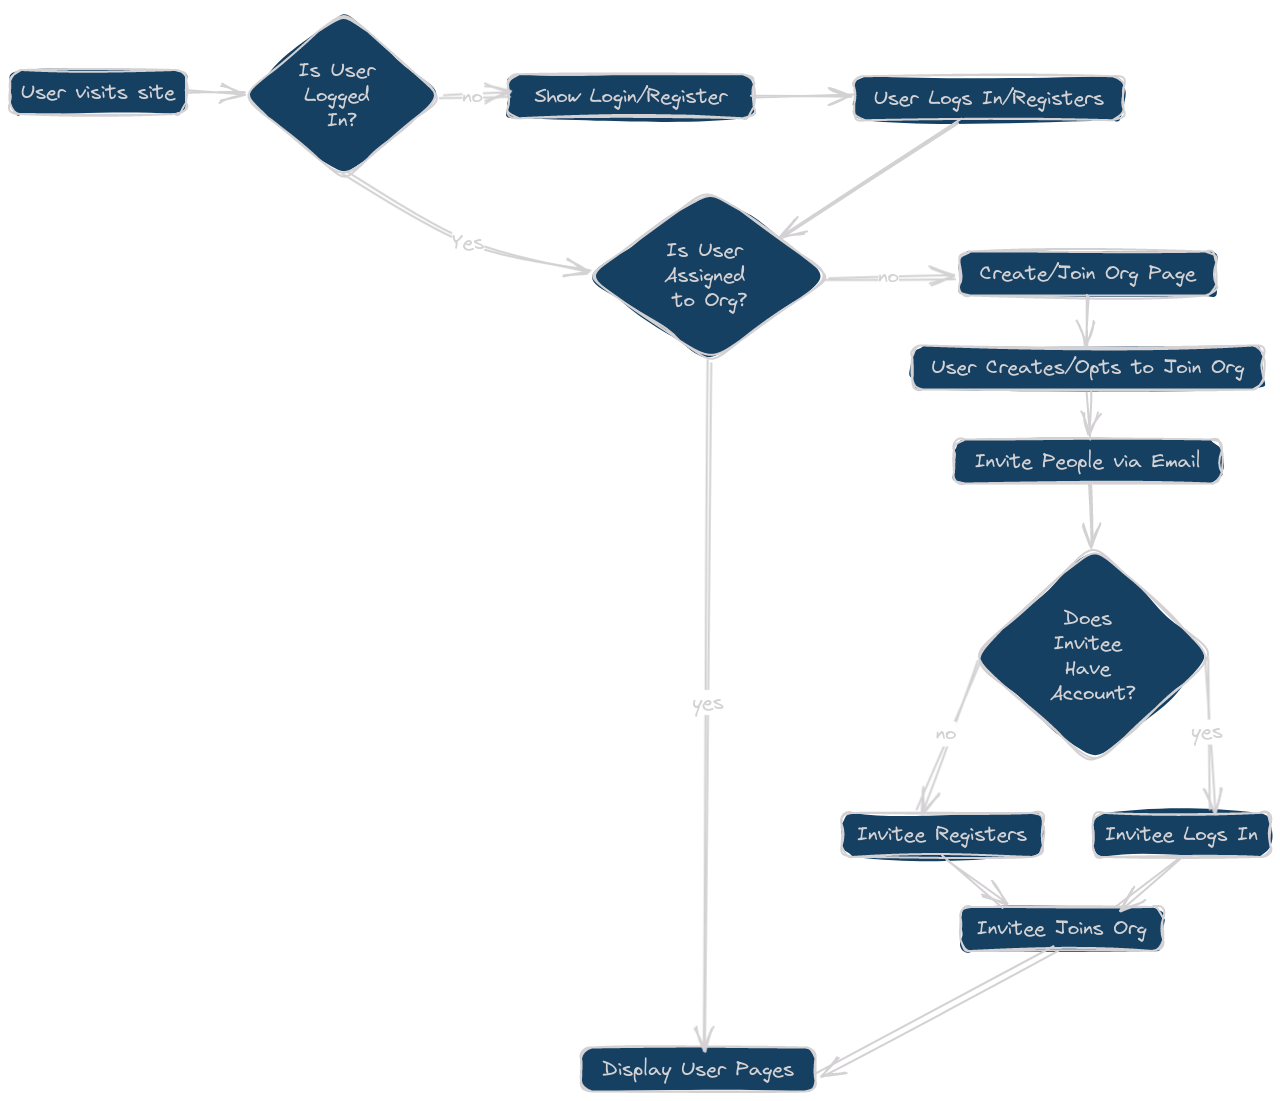 User visits site
Is User
Logged
In?
no
Show Login/Register
User Logs In/Registers
Yes
Is User
Assigned
to Org?
no
Create/Join Org Page
User Creates/Opts to Join Org
Invite People via Email
Does
Invitee
Have
Account?
yes
no
yes
Invitee Registers
Invitee Logs In
Invitee Joins Org
Display User Pages